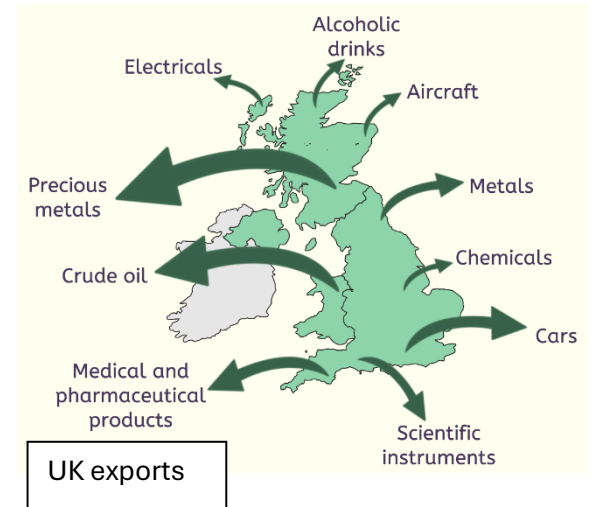 Alcoholic
drinks
Electricals
Aircraft
Precious
metals
Metals
Chemicals
Crude oil
Cars
Medical and
pharmaceutical
products
Scientific
instruments
UK exports